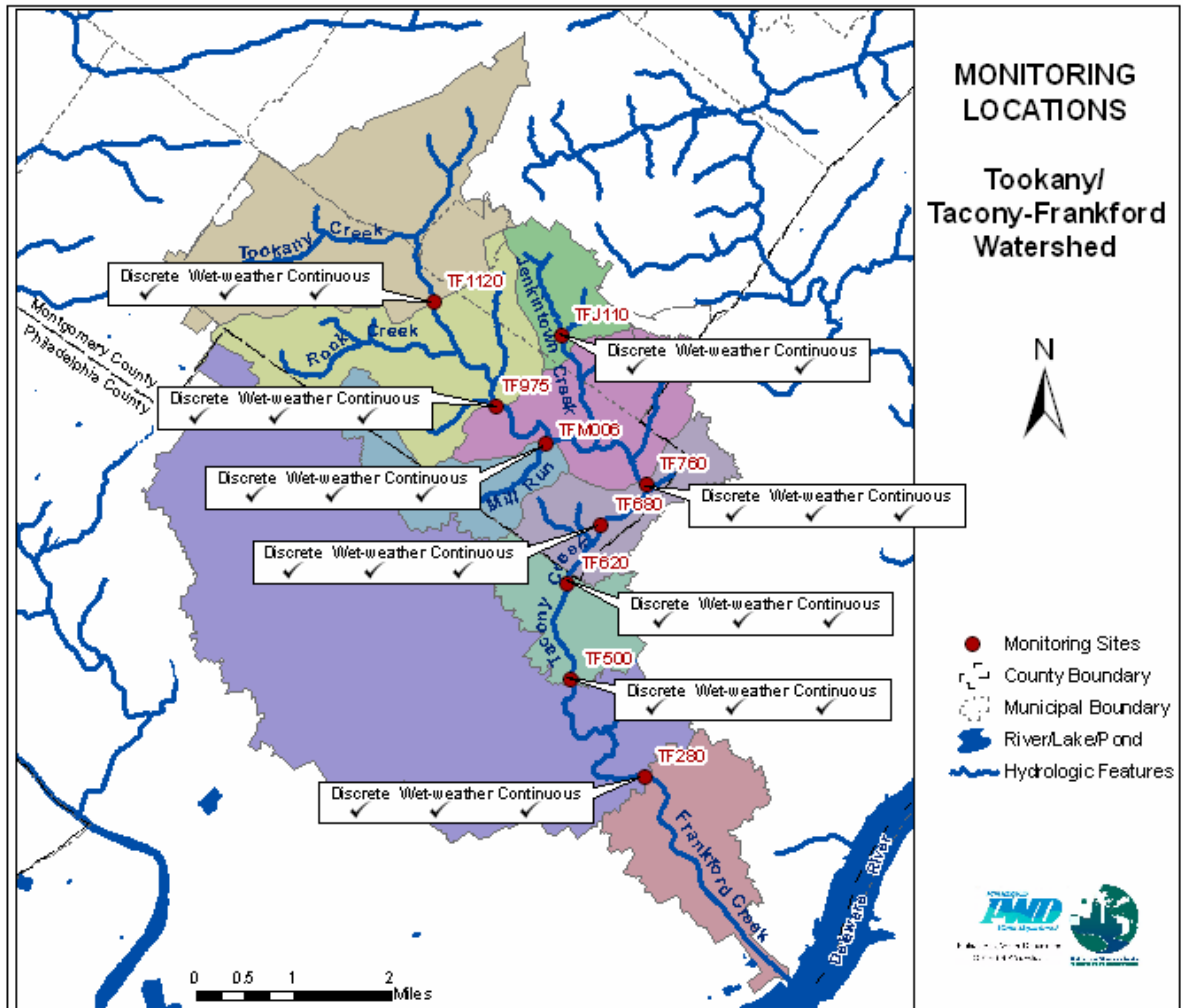 MONITORING
LOCATIONS
Tookany/
Tacony-Frankford
Watershed
N
Monitoring Sites
County Boundary
Municipal Boundary
River/Lake/Pond
Hydrologic Features
PWD
Tookany Creek
TF1120
Discrete Wet-weather Continuous
✓ ✓ ✓
Montgomery County
Philadelphia County
Rock Creek
Jenkintown Creek
TFJ110
Discrete Wet-weather Continuous
✓ ✓
TF975
Discrete Wet-weather Continuous
✓ ✓ ✓
TFM006
Discrete Wet-weather Continuous
✓ ✓ ✓
Mill Run
TF760
Discrete Wet-weather Continuous
✓ ✓ ✓
TF680
Discrete Wet-weather Continuous
✓ ✓ ✓
TF620
Discrete Wet-weather Continuous
✓ ✓ ✓
Tacony Creek
TF500
Discrete Wet-weather Continuous
✓ ✓ ✓
TF280
Discrete Wet-weather Continuous
✓ ✓ ✓
Frankford Creek
Delaware River
0 0.5 1 2
Miles